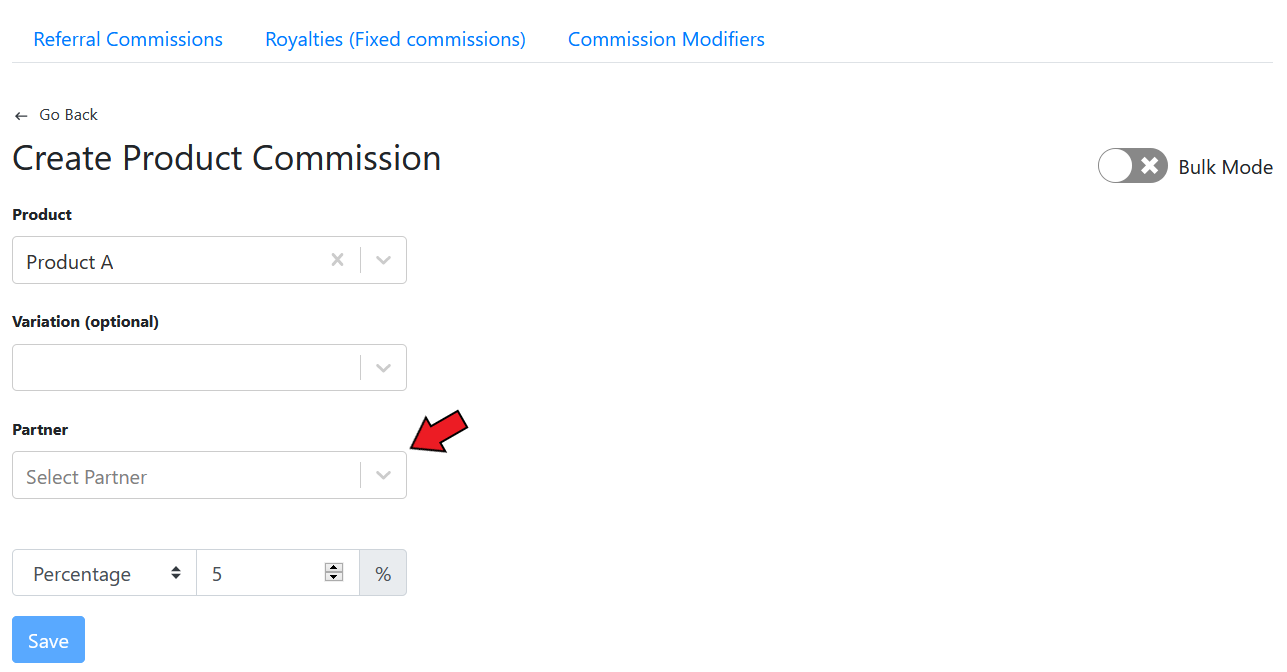 Referral Commissions Royalties (Fixed commissions) Commission Modifiers
← Go Back
Create Product Commission
Bulk Mode
Product
Product A
Variation (optional)
Partner
Select Partner
Percentage 5 %
Save